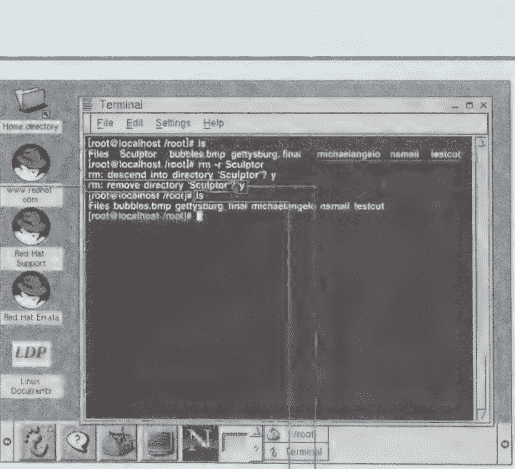 Terminal
File Edit Settings Help
[root@localhost /root]# ls
Files Sculptor bubbles.bmp gettysburg.final michaelangelo nsmail testcut
[root@localhost /root]# rm -r Sculptor
rm: descend into directory 'Sculptor'? y
rm: remove directory 'Sculptor'? y
[root@localhost /root]# ls
Files bubbles.bmp gettysburg.final michaelangelo nsmail testcut
[root@localhost /root]#
Home directory
www.redhat
com
Red Hat
Support
Red Hat Errata
LDP
Linux
Documents
N
?
/root
Terminal